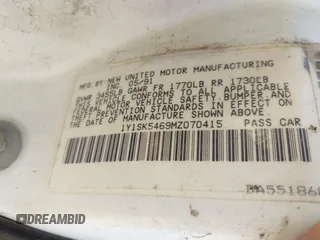 MFD. BY NEW UNITED MOTOR MANUFACTURING
INC. 05/91
GVWR 3455LB GAWR FR 1770LB RR 1730LB
THIS VEHICLE CONFORMS TO ALL APPLICABLE
FEDERAL MOTOR VEHICLE SAFETY, BUMPER, AND
THEFT PREVENTION STANDARDS IN EFFECT ON
THE DATE OF MANUFACTURE SHOWN ABOVE.
1Y1SK5469MZ070415 PASS CAR
DREAMBID